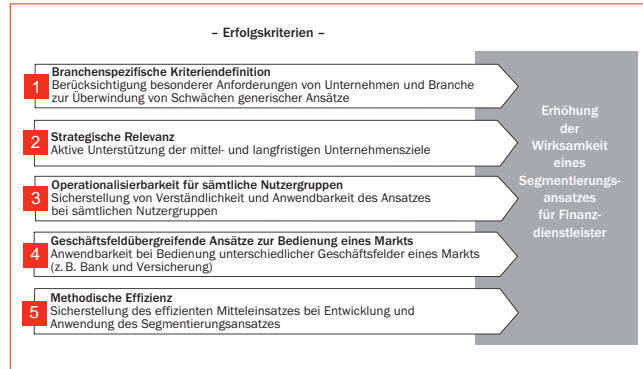 – Erfolgskriterien –
1
Branchenspezifische Kriteriendefinition
Berücksichtigung besonderer Anforderungen von Unternehmen und Branche
zur Überwindung von Schwächen generischer Ansätze
2
Strategische Relevanz
Aktive Unterstützung der mittel- und langfristigen Unternehmensziele
3
Operationalisierbarkeit für sämtliche Nutzergruppen
Sicherstellung von Verständlichkeit und Anwendbarkeit des Ansatzes
bei sämtlichen Nutzergruppen
4
Geschäftsfeldübergreifende Ansätze zur Bedienung eines Markts
Anwendbarkeit bei Bedienung unterschiedlicher Geschäftsfelder eines Markts
(z. B. Bank und Versicherung)
5
Methodische Effizienz
Sicherstellung des effizienten Mitteleinsatzes bei Entwicklung und
Anwendung des Segmentierungsansatzes
Erhöhung
der
Wirksamkeit
eines
Segmentierungs-
ansatzes
für Finanz-
dienstleister